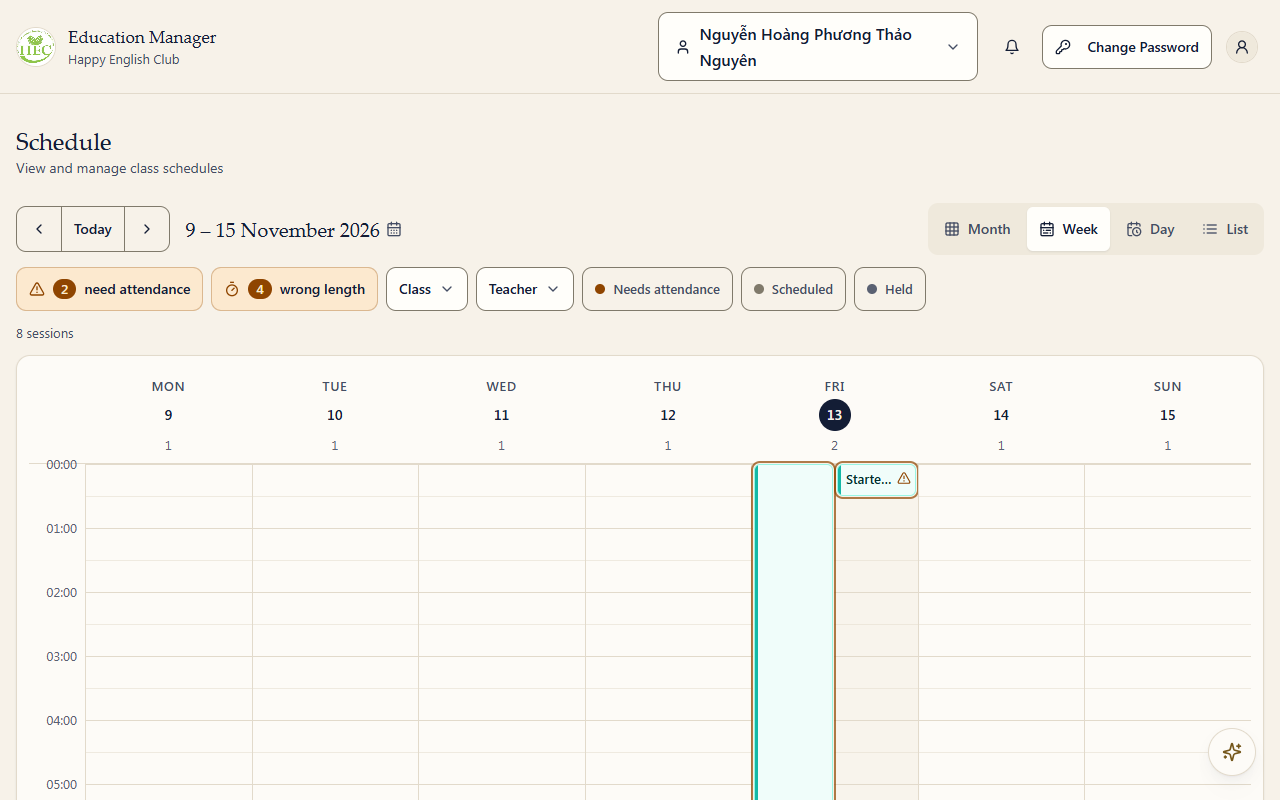 HEC
Education Manager
Happy English Club
Nguyễn Hoàng Phương Thảo
Nguyên
Change Password
Schedule
View and manage class schedules
Today
9 – 15 November 2026
Month
Week
Day
List
2 need attendance
4 wrong length
Class
Teacher
Needs attendance
Scheduled
Held
8 sessions
MON TUE WED THU FRI SAT SUN
9 10 11 12 13 14 15
1 1 1 1 2 1 1
00:00
Starte...
01:00
02:00
03:00
04:00
05:00